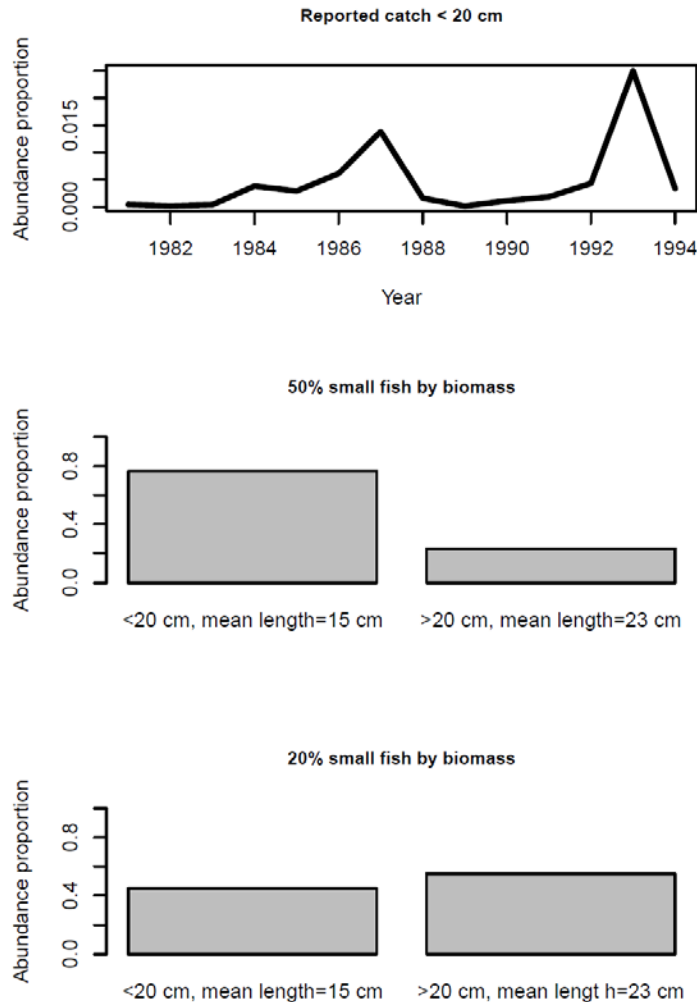 Reported catch < 20 cm
Abundance proportion
0.015
0.000
1982 1984 1986 1988 1990 1992 1994
Year
50% small fish by biomass
Abundance proportion
0.8
0.4
0.0
<20 cm, mean length=15 cm >20 cm, mean length=23 cm
20% small fish by biomass
Abundance proportion
0.8
0.4
0.0
<20 cm, mean length=15 cm >20 cm, mean lengt h=23 cm